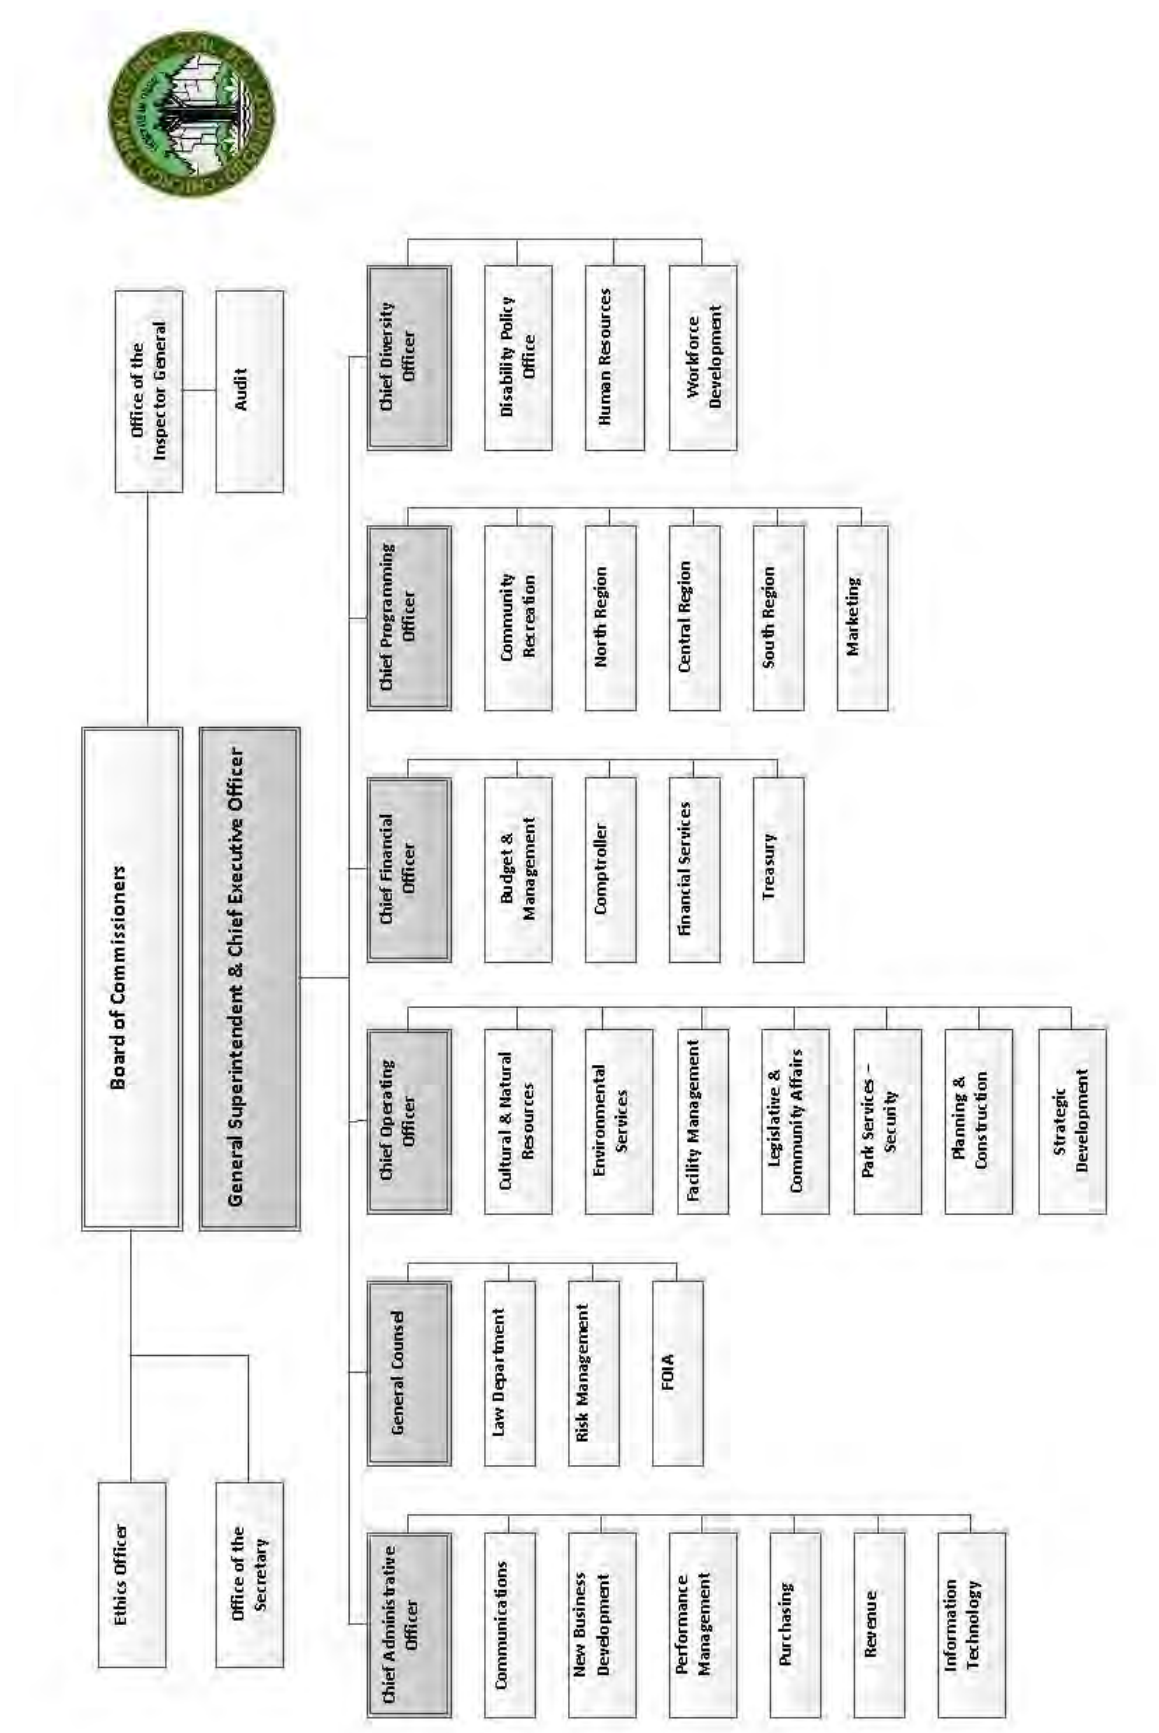 Board of Commissioners
General Superintendent & Chief Executive Officer
Ethics Officer
Office of the
Secretary
Office of the
Inspector General
Audit
Chief Administrative
Officer
Communications
New Business
Development
Performance
Management
Purchasing
Revenue
Information
Technology
General Counsel
Law Department
Risk Management
FOIA
Chief Operating
Officer
Cultural & Natural
Resources
Environmental
Services
Facility Management
Legislative &
Community Affairs
Park Services –
Security
Planning &
Construction
Strategic
Development
Chief Financial
Officer
Budget &
Management
Comptroller
Financial Services
Treasury
Chief Programming
Officer
Community
Recreation
North Region
Central Region
South Region
Marketing
Chief Diversity
Officer
Disability Policy
Office
Human Resources
Workforce
Development